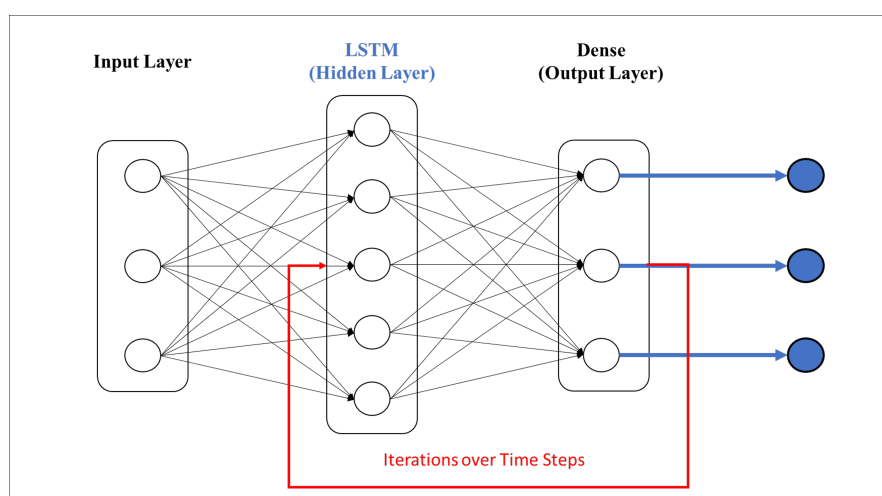 Input Layer
LSTM
(Hidden Layer)
Dense
(Output Layer)
Iterations over Time Steps